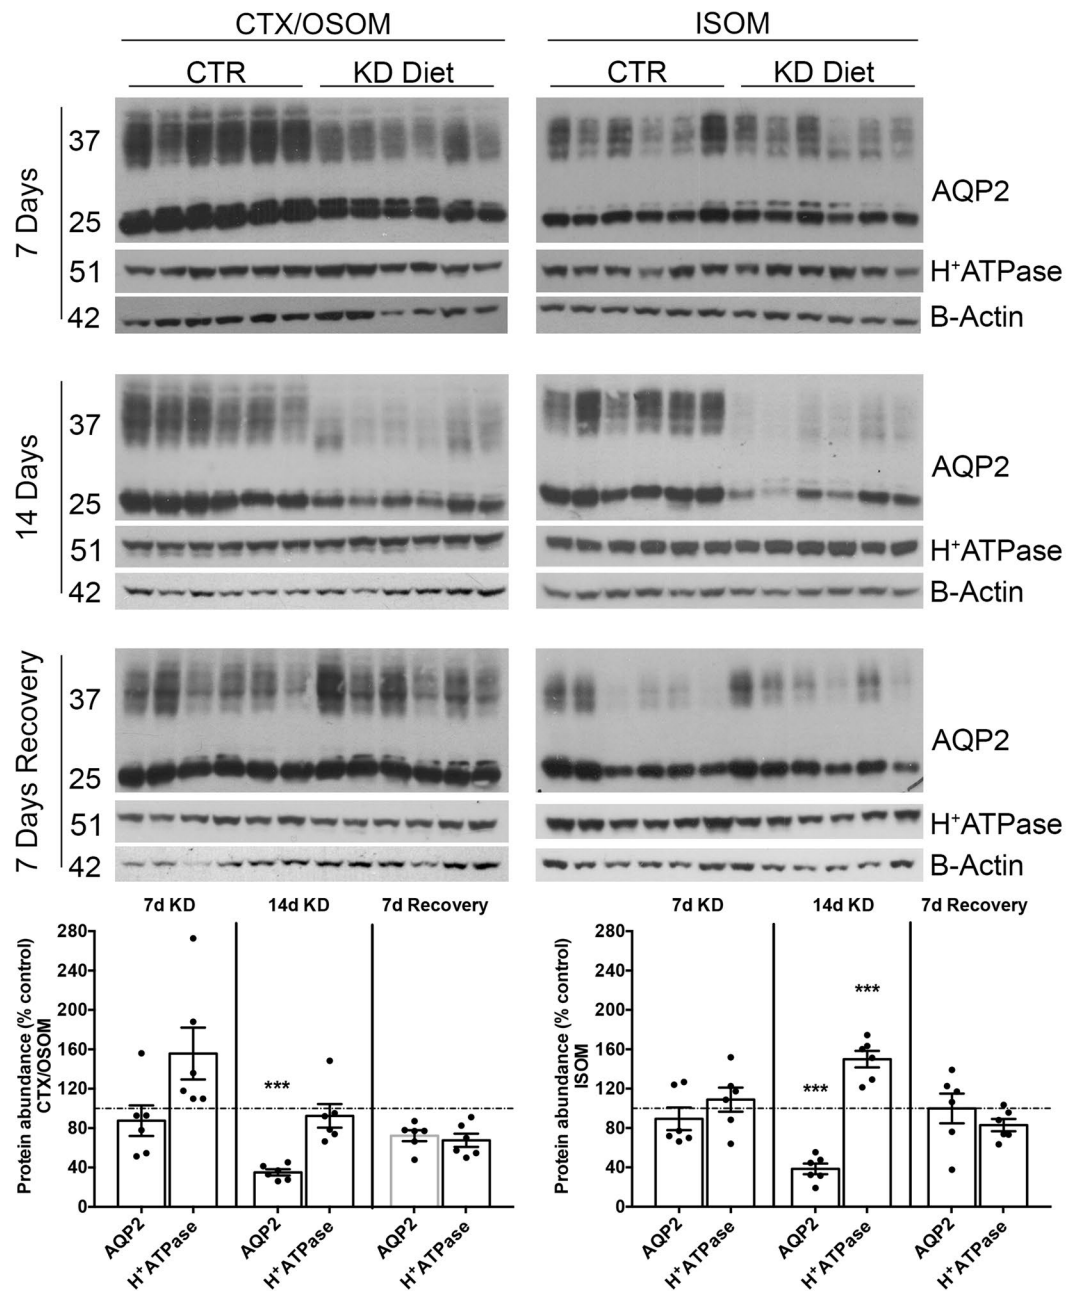 CTX/OSOM
ISOM
CTR
KD Diet
CTR
KD Diet
7 Days
37
25
AQP2
51
H⁺ATPase
42
B-Actin
14 Days
37
25
AQP2
51
H⁺ATPase
42
B-Actin
7 Days Recovery
37
25
AQP2
51
H⁺ATPase
42
B-Actin
7d KD
14d KD
7d Recovery
Protein abundance (% control)
CTX/OSOM
280
240
200
160
120
80
40
0
***
AQP2
H⁺ATPase
AQP2
H⁺ATPase
AQP2
H⁺ATPase
7d KD
14d KD
7d Recovery
Protein abundance (% control)
ISOM
280
240
200
160
120
80
40
0
***
***
AQP2
H⁺ATPase
AQP2
H⁺ATPase
AQP2
H⁺ATPase